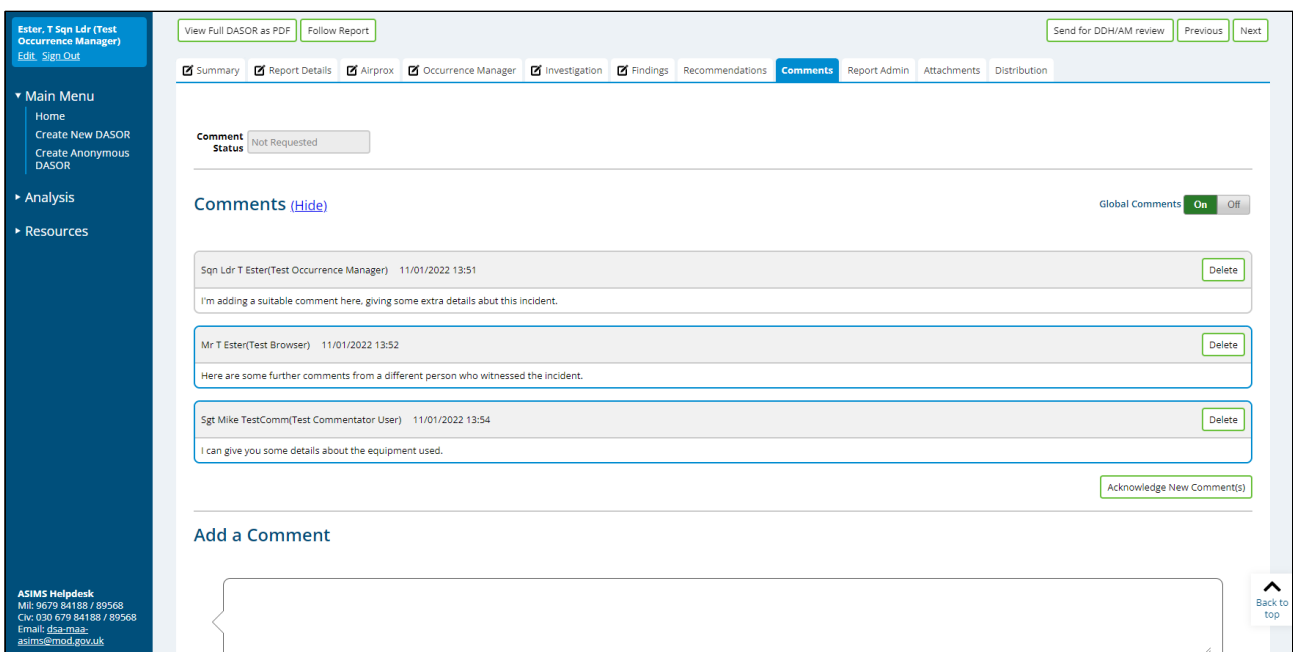 Ester, T Sqn Ldr (Test
Occurrence Manager)
Edit Sign Out
Main Menu
Home
Create New DASOR
Create Anonymous
DASOR
Analysis
Resources
ASIMS Helpdesk
Mil: 9679 84188 / 89568
Civ: 030 679 84188 / 89568
Email: dsa-maa-
asims@mod.gov.uk
View Full DASOR as PDF Follow Report Send for DDH/AM review Previous Next
Summary Report Details Airprox Occurrence Manager Investigation Findings Recommendations Comments Report Admin Attachments Distribution
Comment
Status Not Requested
Comments (Hide) Global Comments On Off
Sqn Ldr T Ester(Test Occurrence Manager) 11/01/2022 13:51 Delete
I'm adding a suitable comment here, giving some extra details abut this incident.
Mr T Ester(Test Browser) 11/01/2022 13:52 Delete
Here are some further comments from a different person who witnessed the incident.
Sgt Mike TestComm(Test Commentator User) 11/01/2022 13:54 Delete
I can give you some details about the equipment used.
Acknowledge New Comment(s)
Add a Comment
Back to
top